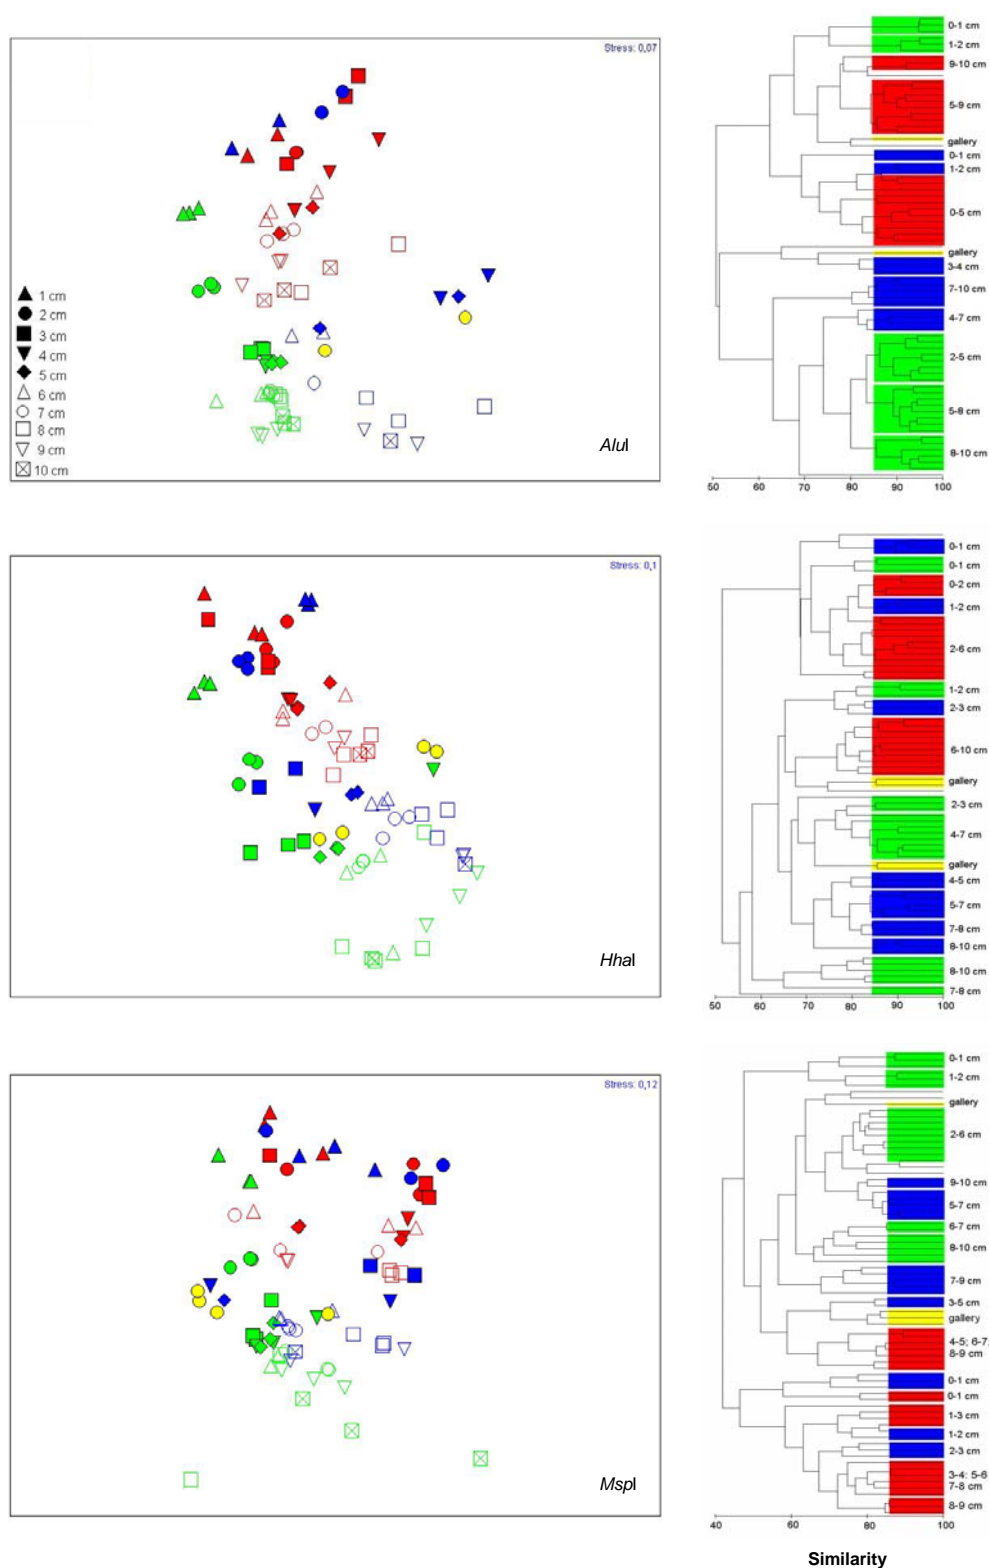 Stress: 0,07
1 cm
2 cm
3 cm
4 cm
5 cm
6 cm
7 cm
8 cm
9 cm
10 cm
AluI
0-1 cm
1-2 cm
9-10 cm
5-9 cm
gallery
0-1 cm
1-2 cm
0-5 cm
gallery
3-4 cm
7-10 cm
4-7 cm
2-5 cm
5-8 cm
8-10 cm
50 60 70 80 90 100
Stress: 0,1
HhaI
0-1 cm
0-1 cm
0-2 cm
1-2 cm
2-6 cm
1-2 cm
2-3 cm
6-10 cm
gallery
2-3 cm
4-7 cm
gallery
4-5 cm
5-7 cm
7-8 cm
8-10 cm
8-10 cm
7-8 cm
50 60 70 80 90 100
Stress: 0,12
MspI
0-1 cm
1-2 cm
gallery
2-6 cm
9-10 cm
5-7 cm
6-7 cm
8-10 cm
7-9 cm
3-5 cm
gallery
4-5; 6-7;
8-9 cm
0-1 cm
0-1 cm
1-3 cm
1-2 cm
2-3 cm
3-4; 5-6
7-8 cm
8-9 cm
40 60 80 100
Similarity